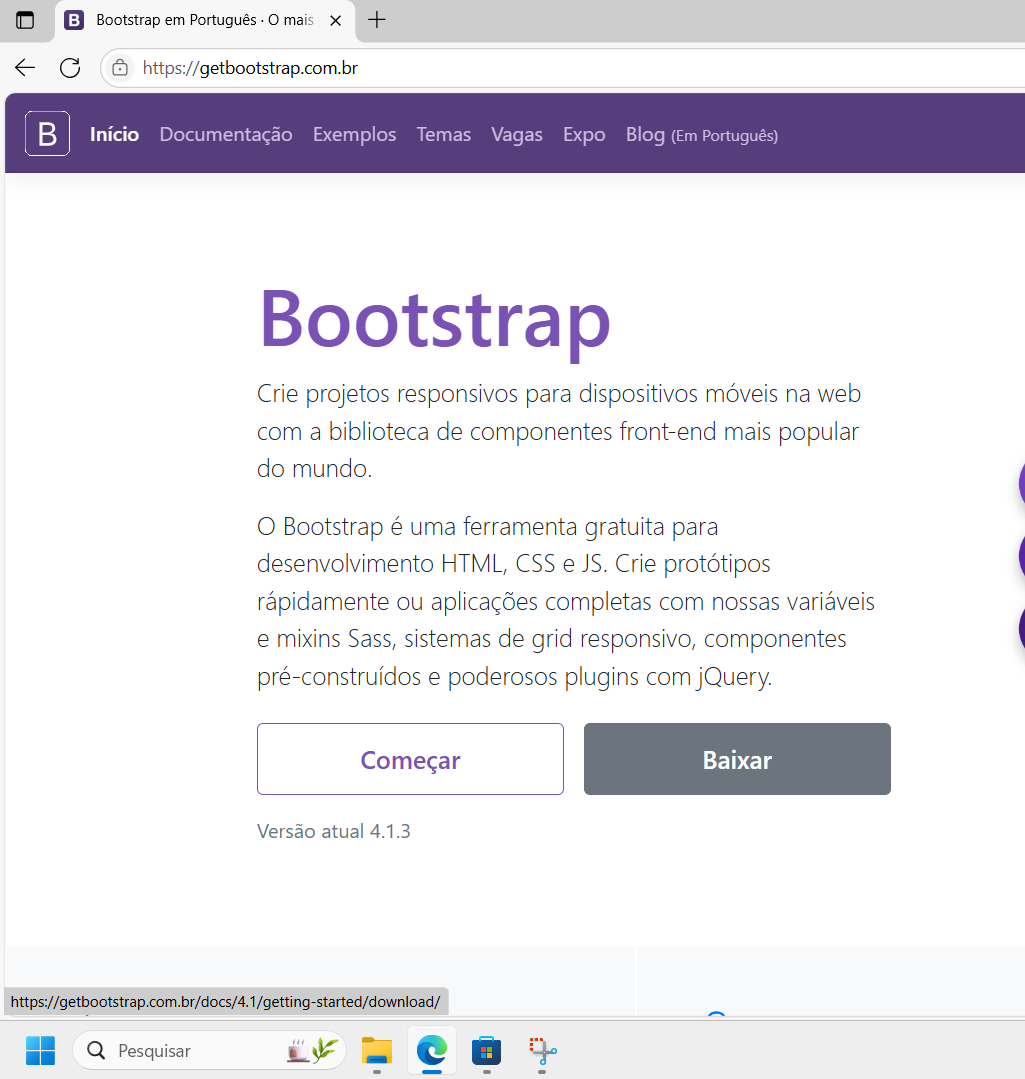 B Bootstrap em Português · O mais
https://getbootstrap.com.br
B Início Documentação Exemplos Temas Vagas Expo Blog (Em Português)
Bootstrap
Crie projetos responsivos para dispositivos móveis na web
com a biblioteca de componentes front-end mais popular
do mundo.
O Bootstrap é uma ferramenta gratuita para
desenvolvimento HTML, CSS e JS. Crie protótipos
rápidamente ou aplicações completas com nossas variáveis
e mixins Sass, sistemas de grid responsivo, componentes
pré-construídos e poderosos plugins com jQuery.
Começar Baixar
Versão atual 4.1.3
https://getbootstrap.com.br/docs/4.1/getting-started/download/
Pesquisar